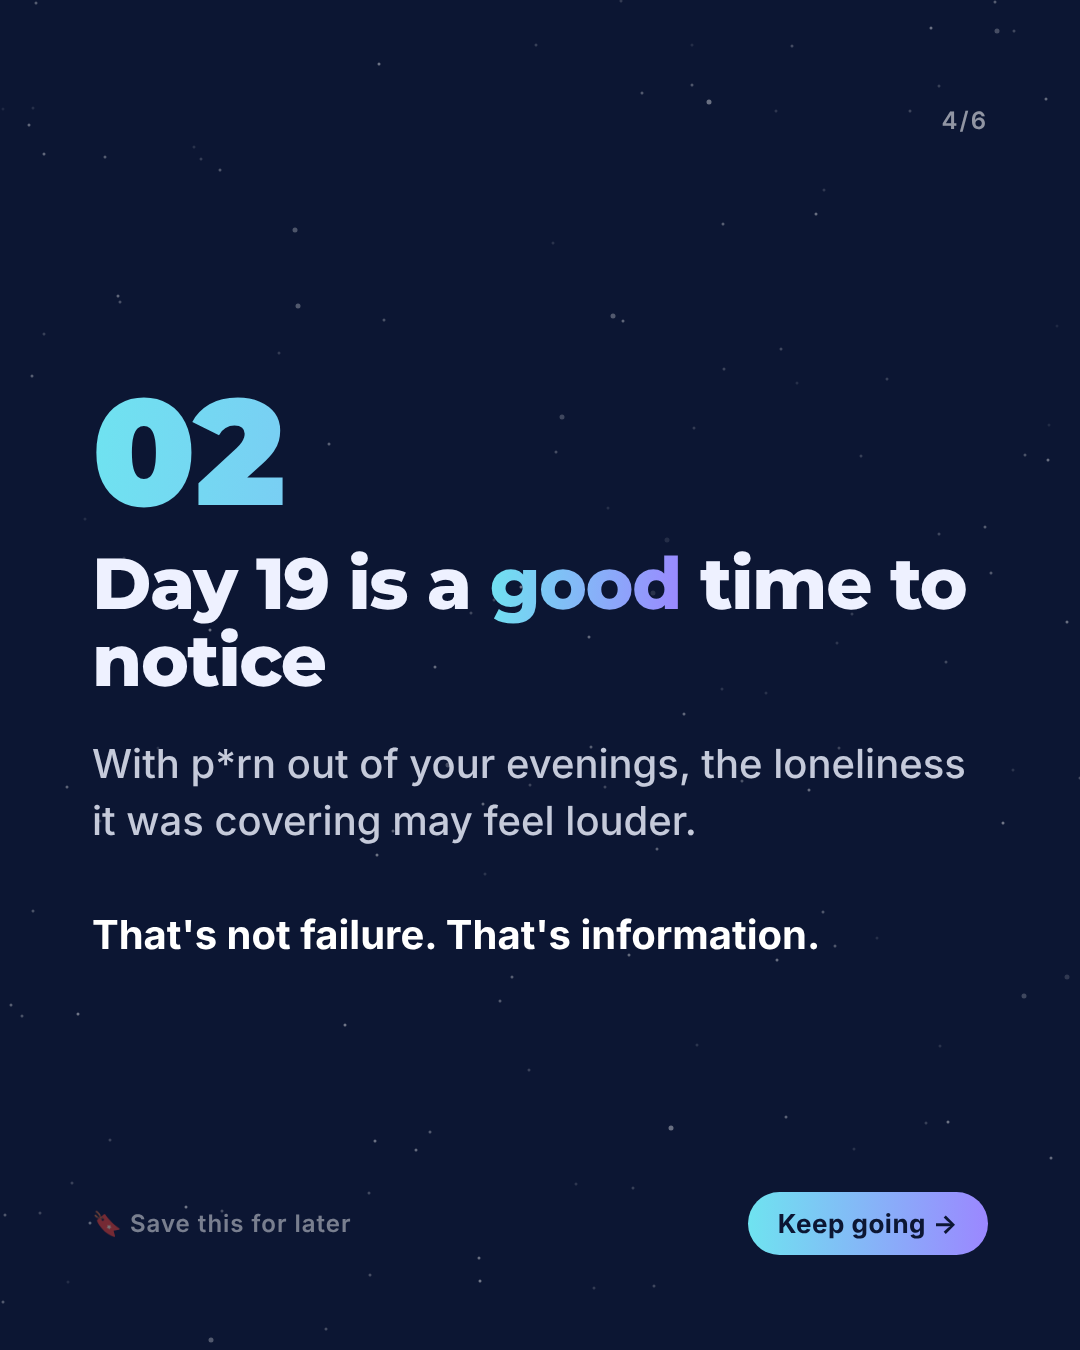 4/6
02
Day 19 is a good time to
notice
With p*rn out of your evenings, the loneliness
it was covering may feel louder.
That's not failure. That's information.
🔖 Save this for later
Keep going →